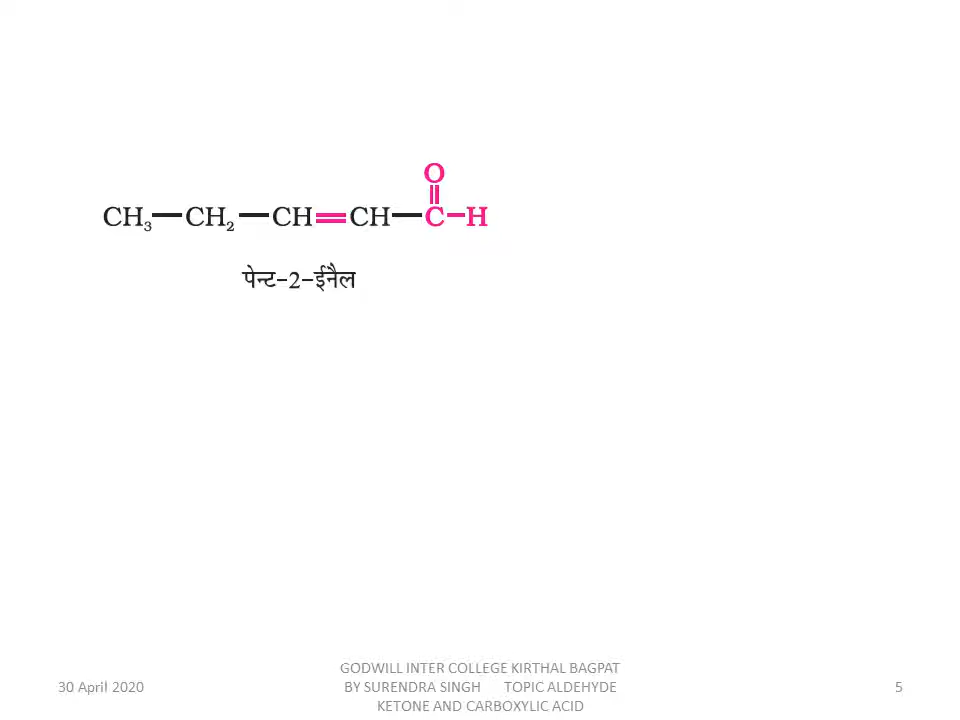 O
CH₃—CH₂—CH=CH—C—H
पेन्ट-2-ईनैल
GODWILL INTER COLLEGE KIRTHAL BAGPAT
30 April 2020 BY SURENDRA SINGH TOPIC ALDEHYDE 5
KETONE AND CARBOXYLIC ACID